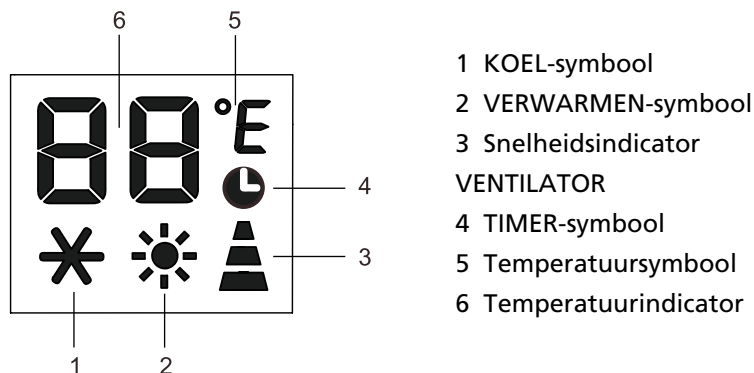 6 5
88 °E
4
3
1 2
1 KOEL-symbool
2 VERWARMEN-symbool
3 Snelheidsindicator
VENTILATOR
4 TIMER-symbool
5 Temperatuursymbool
6 Temperatuurindicator